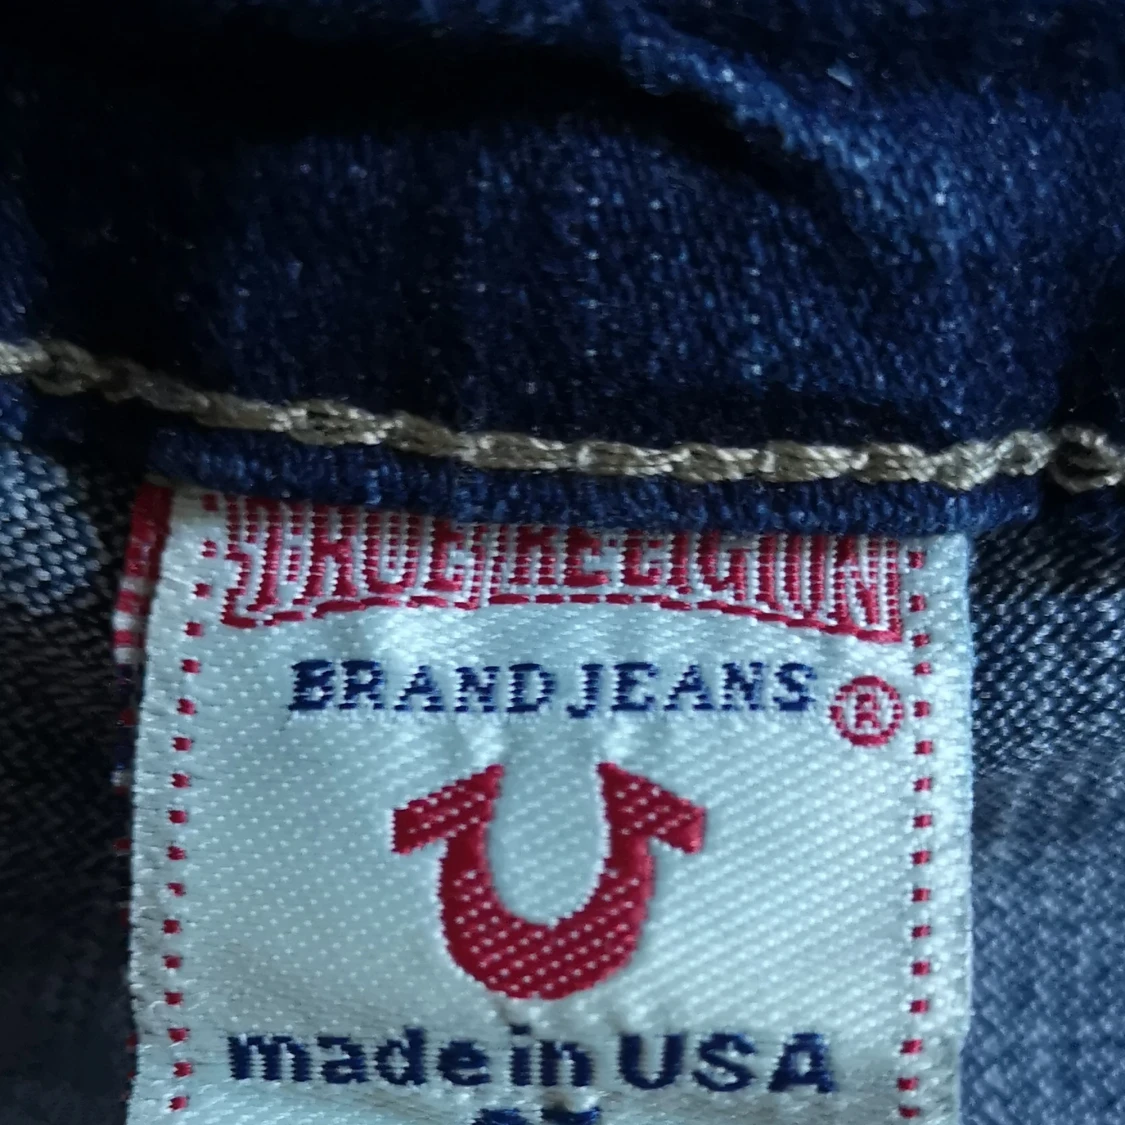 TRUE RELIGION
BRAND JEANS ®
made in USA